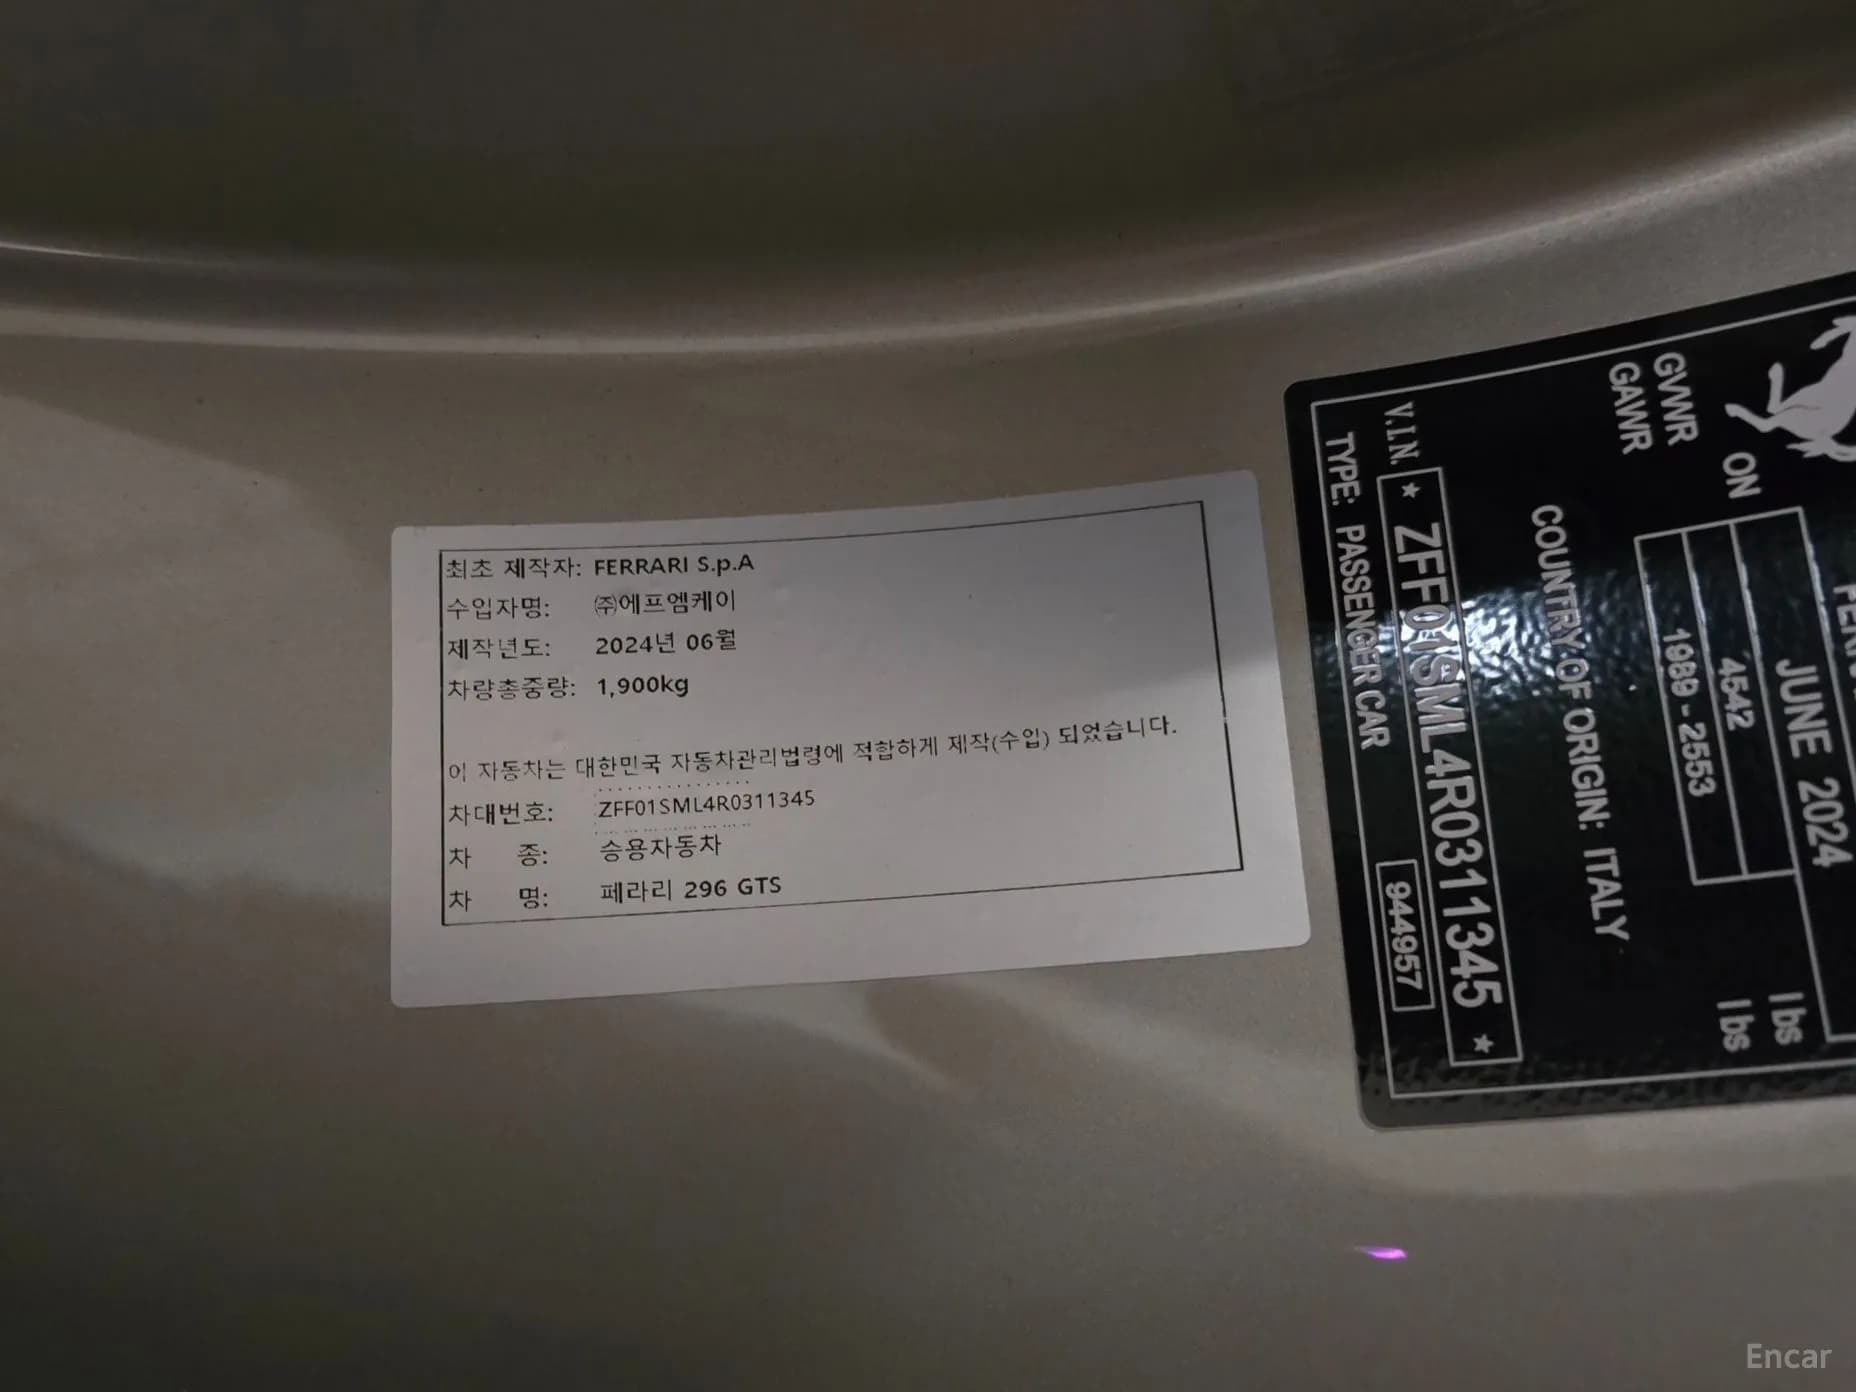 최초 제작자: FERRARI S.p.A
수입자명: ㈜에프엠케이
제작년도: 2024년 06월
차량총중량: 1,900kg
이 자동차는 대한민국 자동차관리법령에 적합하게 제작(수입) 되었습니다.
차대번호: ZFF01SML4R0311345
차 종: 승용자동차
차 명: 페라리 296 GTS
JUNE 2024
GVWR 4542 lbs
GAWR 1989 - 2553 lbs
ON
COUNTRY OF ORIGIN: ITALY
V.I.N. ★ ZFF01SML4R0311345 ★
TYPE: PASSENGER CAR 944957
Encar